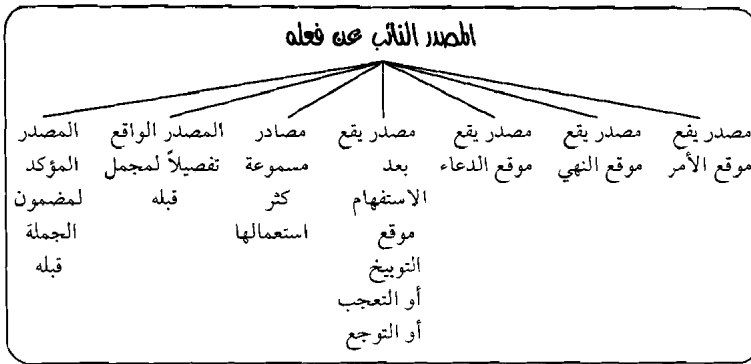 المصدر النائب عن فعله
مصدر يقع
موقع الأمر
مصدر يقع
موقع النهي
مصدر يقع
موقع الدعاء
مصدر يقع
بعد
الاستفهام
موقع
التوبيخ
أو التعجب
أو التوجع
مصادر
مسموعة
كثر
استعمالها
المصدر الواقع
تفصيلاً لمجمل
قبله
المصدر
المؤكد
لمضمون
الجملة
قبله